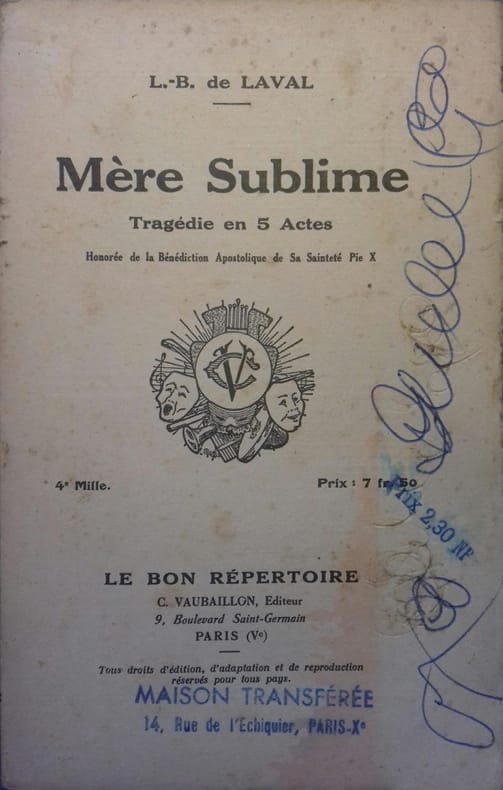 L.-B. de LAVAL
Mère Sublime
Tragédie en 5 Actes
Honorée de la Bénédiction Apostolique de Sa Sainteté Pie X
4e Mille.
Prix : 7 fr. 50
Prix 2,30 NF
LE BON RÉPERTOIRE
C. VAUBAILLON, Editeur
9, Boulevard Saint-Germain
PARIS (Ve)
Tous droits d'édition, d'adaptation et de reproduction
réservés pour tous pays.
MAISON TRANSFÉRÉE
14, Rue de l'Echiquier, PARIS-Xe